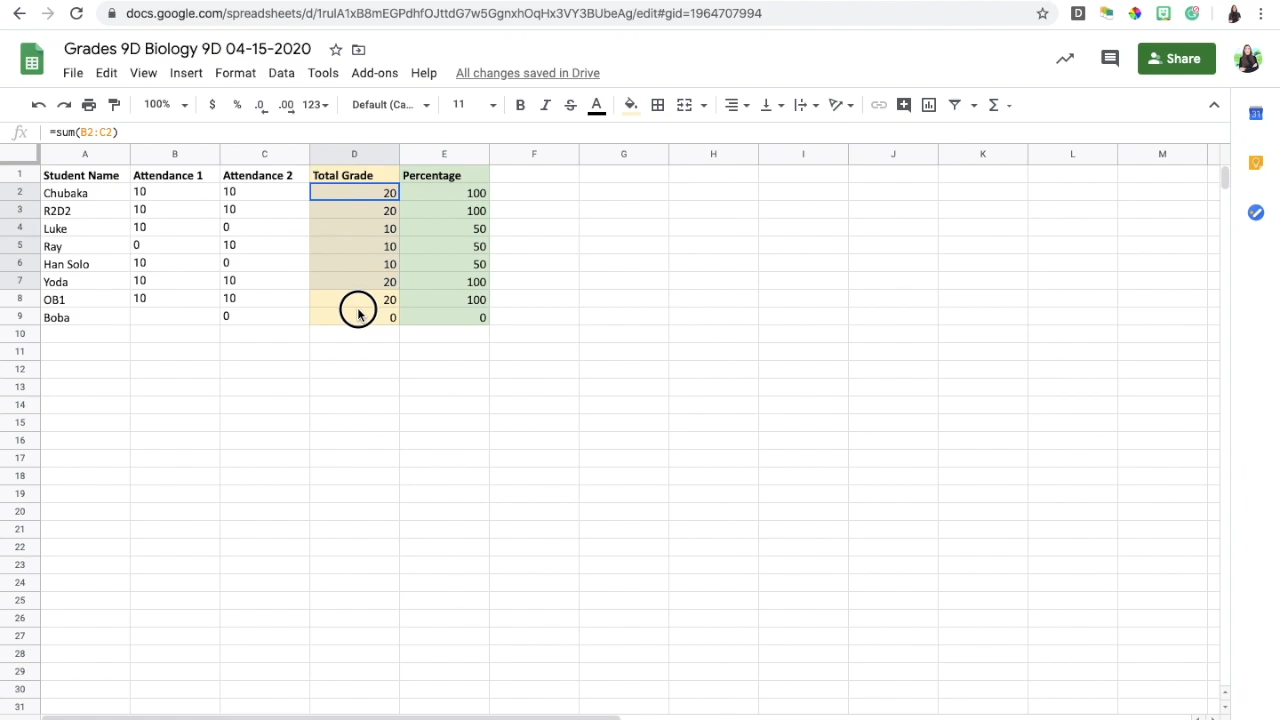 docs.google.com/spreadsheets/d/1ruIA1xB8mEGPdhfOJttdG7w5GgnxhOqHx3VY3BUbeAg/edit#gid=1964707994
Grades 9D Biology 9D 04-15-2020
File Edit View Insert Format Data Tools Add-ons Help All changes saved in Drive
Share
100% $ % .0 .00 123 Default (Ca... 11 B I S A
fx =sum(B2:C2)
A B C D E F G H I J K L M
1 Student Name Attendance 1 Attendance 2 Total Grade Percentage
2 Chubaka 10 10 20 100
3 R2D2 10 10 20 100
4 Luke 10 0 10 50
5 Ray 0 10 10 50
6 Han Solo 10 0 10 50
7 Yoda 10 10 20 100
8 OB1 10 10 20 100
9 Boba 0 0 0
10
11
12
13
14
15
16
17
18
19
20
21
22
23
24
25
26
27
28
29
30
31